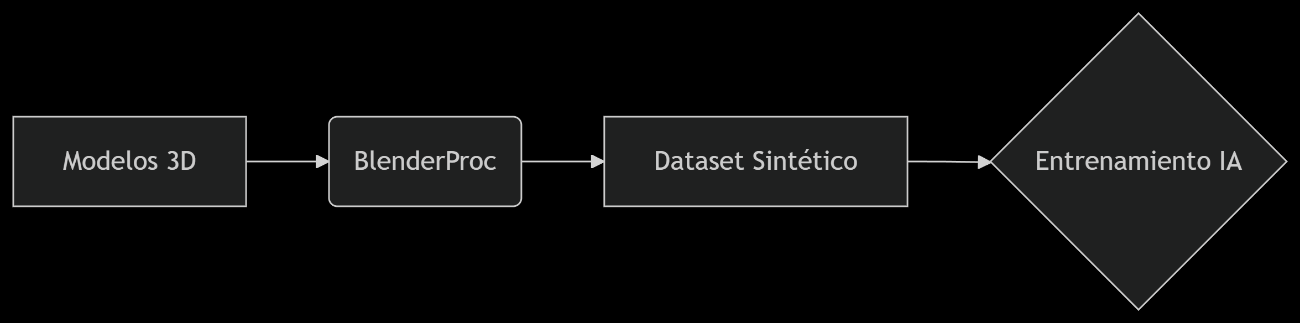 Modelos 3D
BlenderProc
Dataset Sintético
Entrenamiento IA